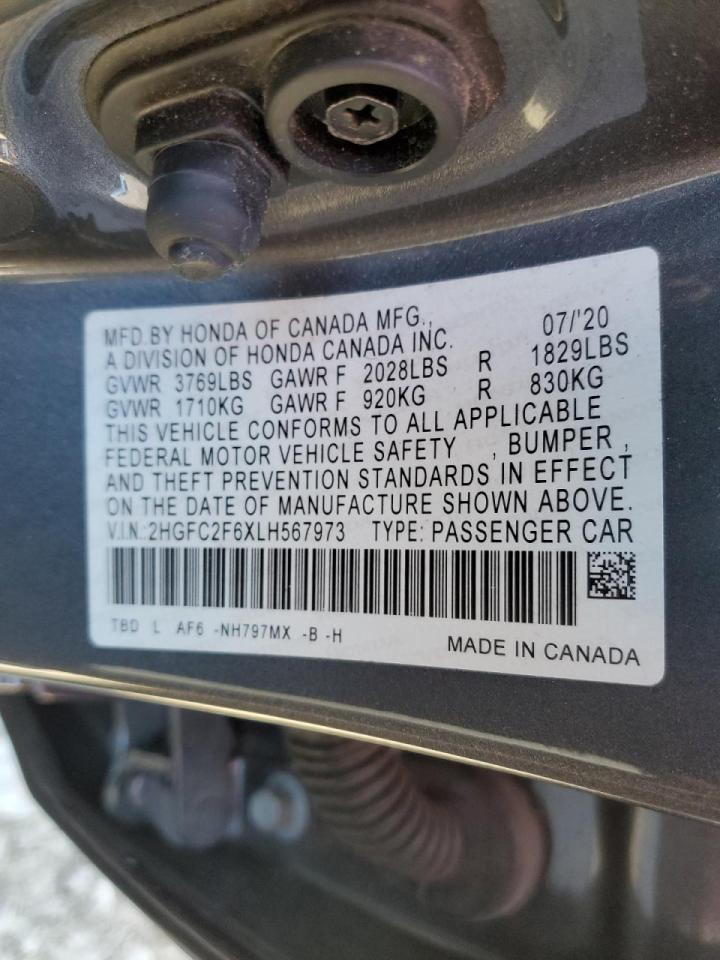 MFD.BY HONDA OF CANADA MFG., 07/'20
A DIVISION OF HONDA CANADA INC.
GVWR 3769LBS GAWR F 2028LBS R 1829LBS
GVWR 1710KG GAWR F 920KG R 830KG
THIS VEHICLE CONFORMS TO ALL APPLICABLE
FEDERAL MOTOR VEHICLE SAFETY , BUMPER ,
AND THEFT PREVENTION STANDARDS IN EFFECT
ON THE DATE OF MANUFACTURE SHOWN ABOVE.
V.I.N.:2HGFC2F6XLH567973 TYPE: PASSENGER CAR
TBD L AF6 -NH797MX -B -H
MADE IN CANADA